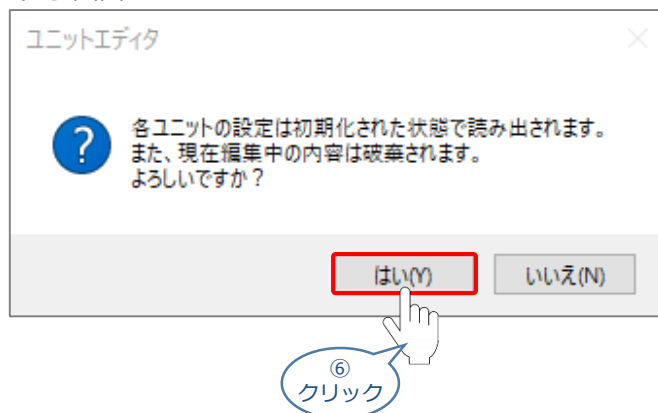 ユニットエディタ
各ユニットの設定は初期化された状態で読み出されます。
また、現在編集中の内容は破棄されます。
よろしいですか？
はい(Y)
いいえ(N)
⑥
クリック